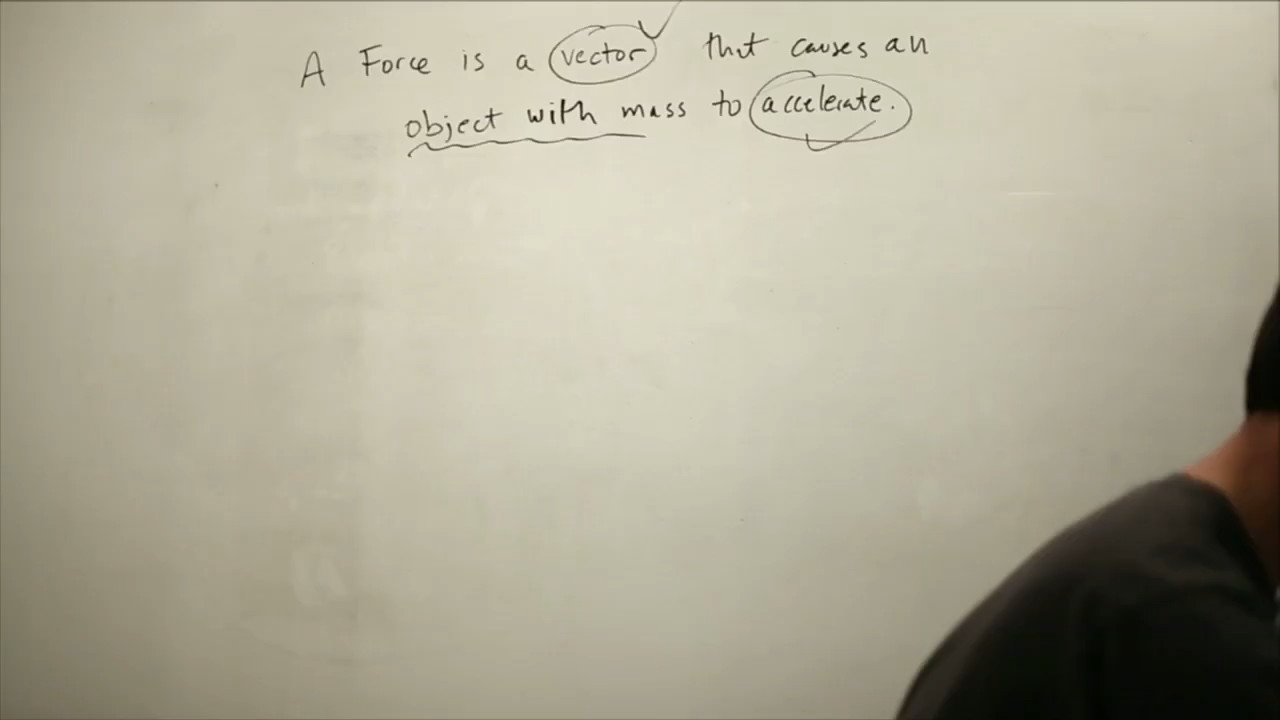 A Force is a vector that causes an
object with mass to accelerate.